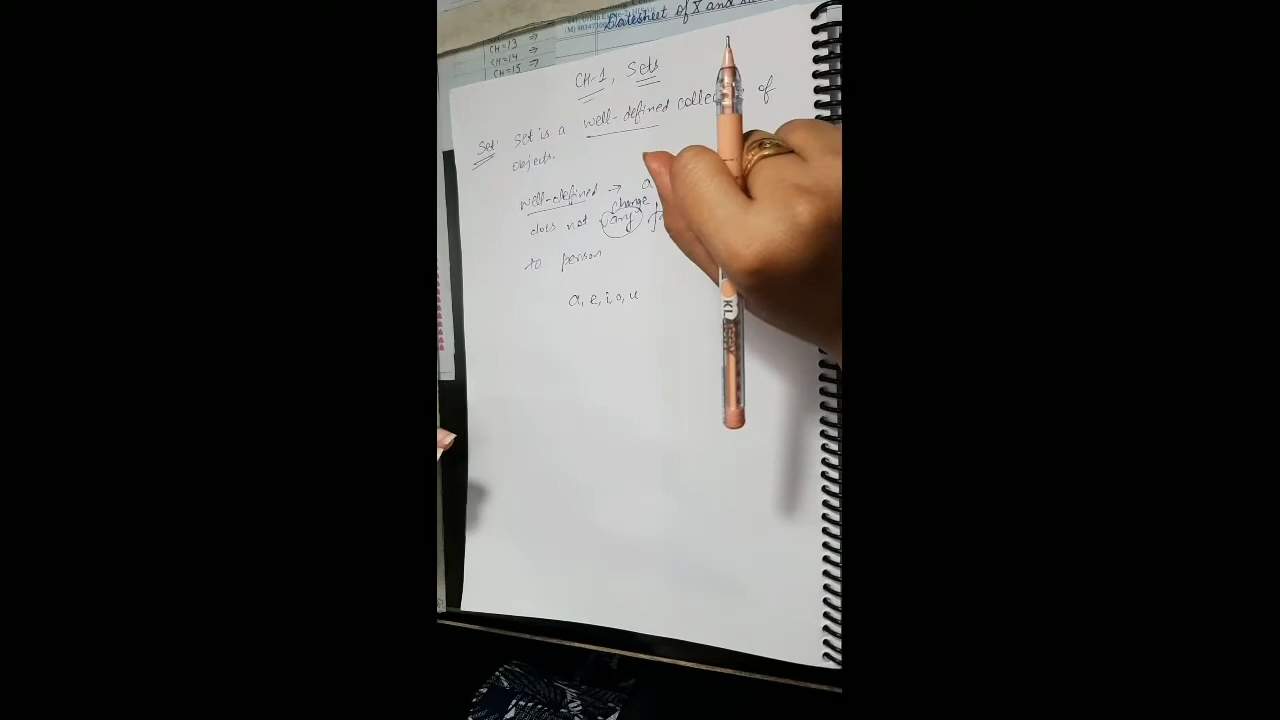 Datesheet of X and
CH=13 →
CH=14 →
CH=15 →
CH-1, Sets
Set: Set is a well-defined collec of
objects.
well-defined → a
change
does not vary
to person
a, e, i, o, u
KL